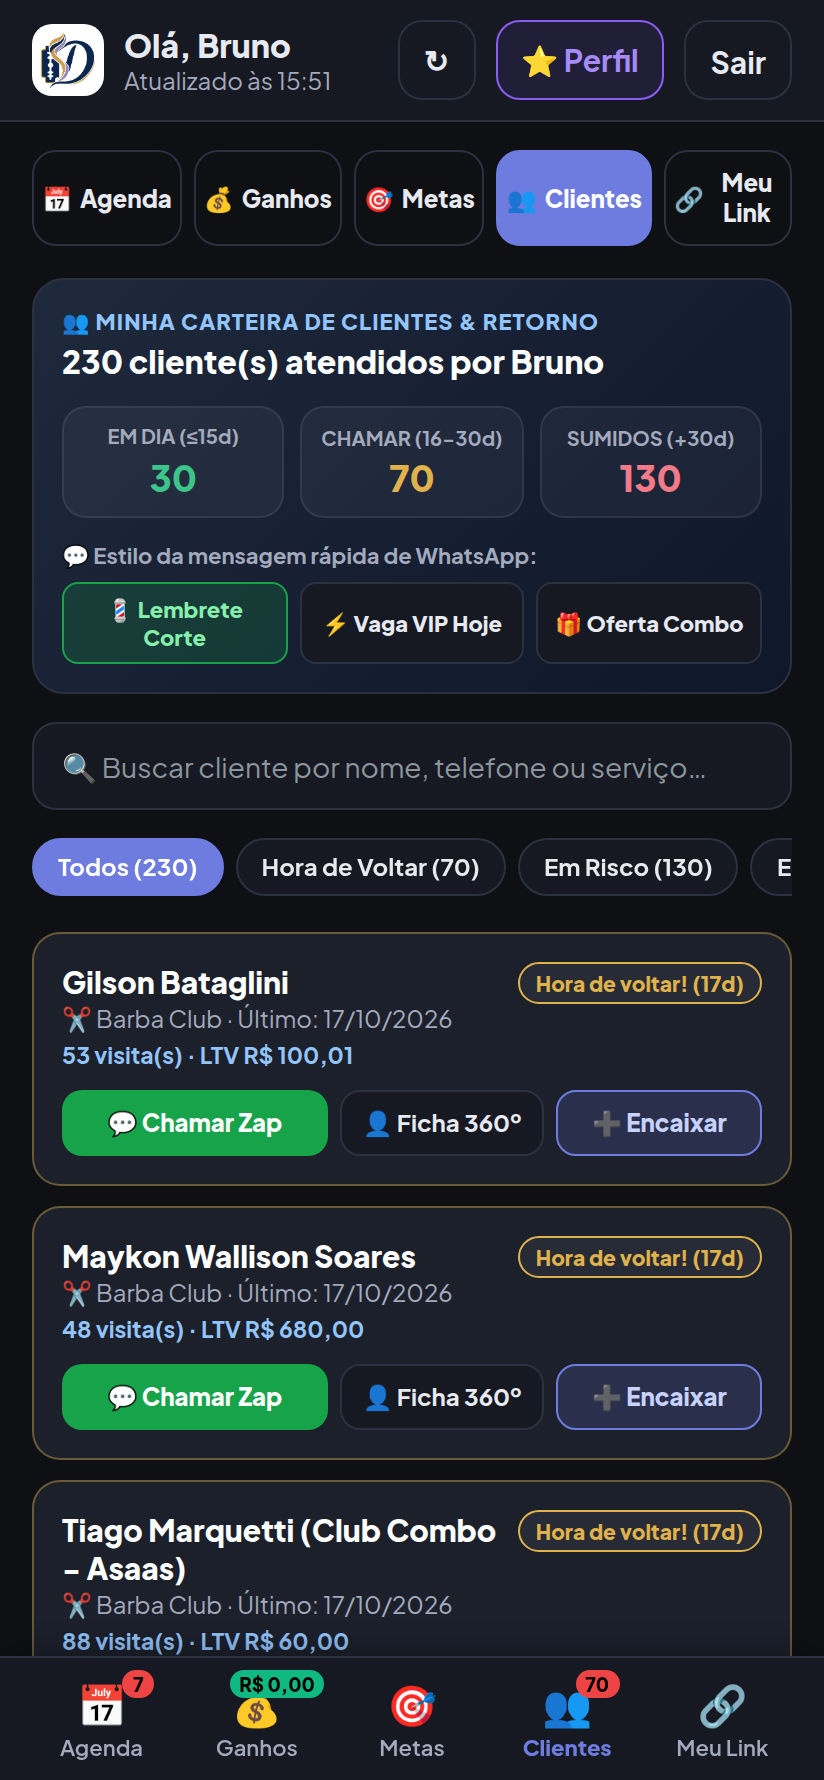 Olá, Bruno
Atualizado às 15:51
↻
⭐ Perfil
Sair
📅 Agenda
💰 Ganhos
🎯 Metas
👥 Clientes
🔗 Meu
Link
👥 MINHA CARTEIRA DE CLIENTES & RETORNO
230 cliente(s) atendidos por Bruno
EM DIA (≤15d)
30
CHAMAR (16–30d)
70
SUMIDOS (+30d)
130
💬 Estilo da mensagem rápida de WhatsApp:
💈 Lembrete
Corte
⚡ Vaga VIP Hoje
🎁 Oferta Combo
🔍 Buscar cliente por nome, telefone ou serviço...
Todos (230)
Hora de Voltar (70)
Em Risco (130)
E
Gilson Bataglini
Hora de voltar! (17d)
✂️ Barba Club · Último: 17/10/2026
53 visita(s) · LTV R$ 100,01
💬 Chamar Zap
👤 Ficha 360º
➕ Encaixar
Maykon Wallison Soares
Hora de voltar! (17d)
✂️ Barba Club · Último: 17/10/2026
48 visita(s) · LTV R$ 680,00
💬 Chamar Zap
👤 Ficha 360º
➕ Encaixar
Tiago Marquetti (Club Combo
– Asaas)
Hora de voltar! (17d)
✂️ Barba Club · Último: 17/10/2026
88 visita(s) · LTV R$ 60,00
7
R$ 0,00
70
Agenda
Ganhos
Metas
Clientes
Meu Link